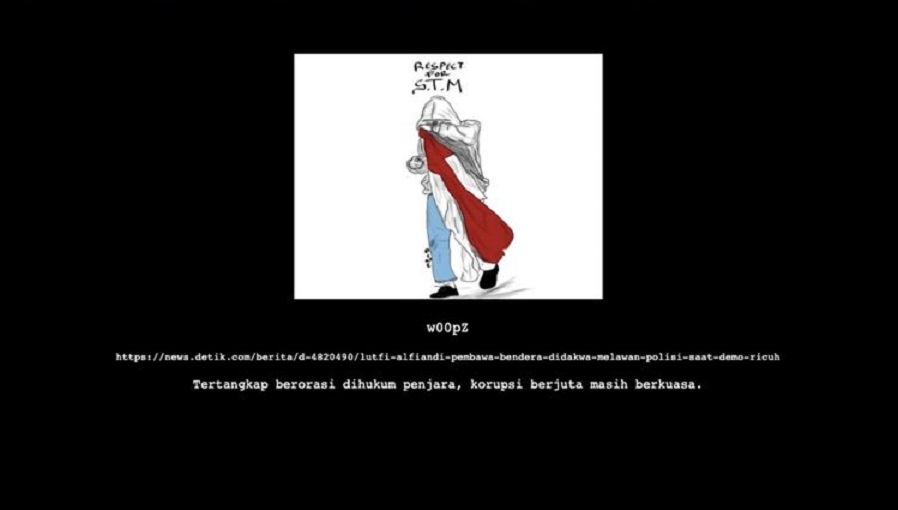 RESPECT
FOR
S.T.M
w00pZ
https://news.detik.com/berita/d-4820490/lutfi-alfiandi-pembawa-bendera-didakwa-melawan-polisi-saat-demo-ricuh
Tertangkap berorasi dihukum penjara, korupsi berjuta masih berkuasa.